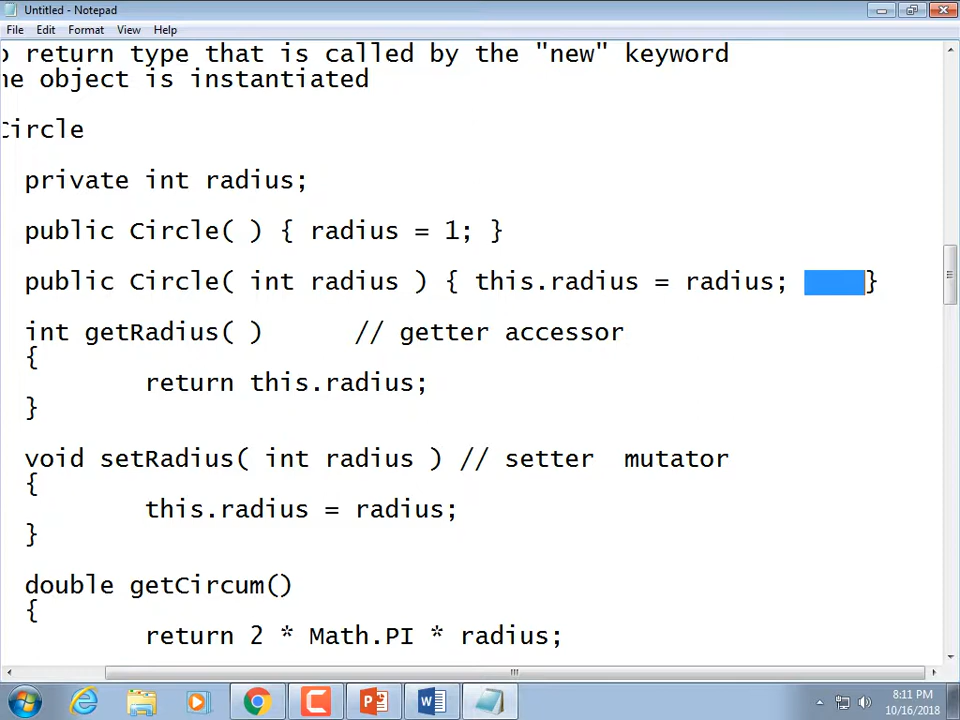 Untitled - Notepad
File Edit Format View Help
return type that is called by the "new" keyword
object is instantiated
Circle
private int radius;
public Circle( ) { radius = 1; }
public Circle( int radius ) { this.radius = radius; }
int getRadius( ) // getter accessor
{
return this.radius;
}
void setRadius( int radius ) // setter mutator
{
this.radius = radius;
}
double getCircum()
{
return 2 * Math.PI * radius;
8:11 PM
10/16/2018